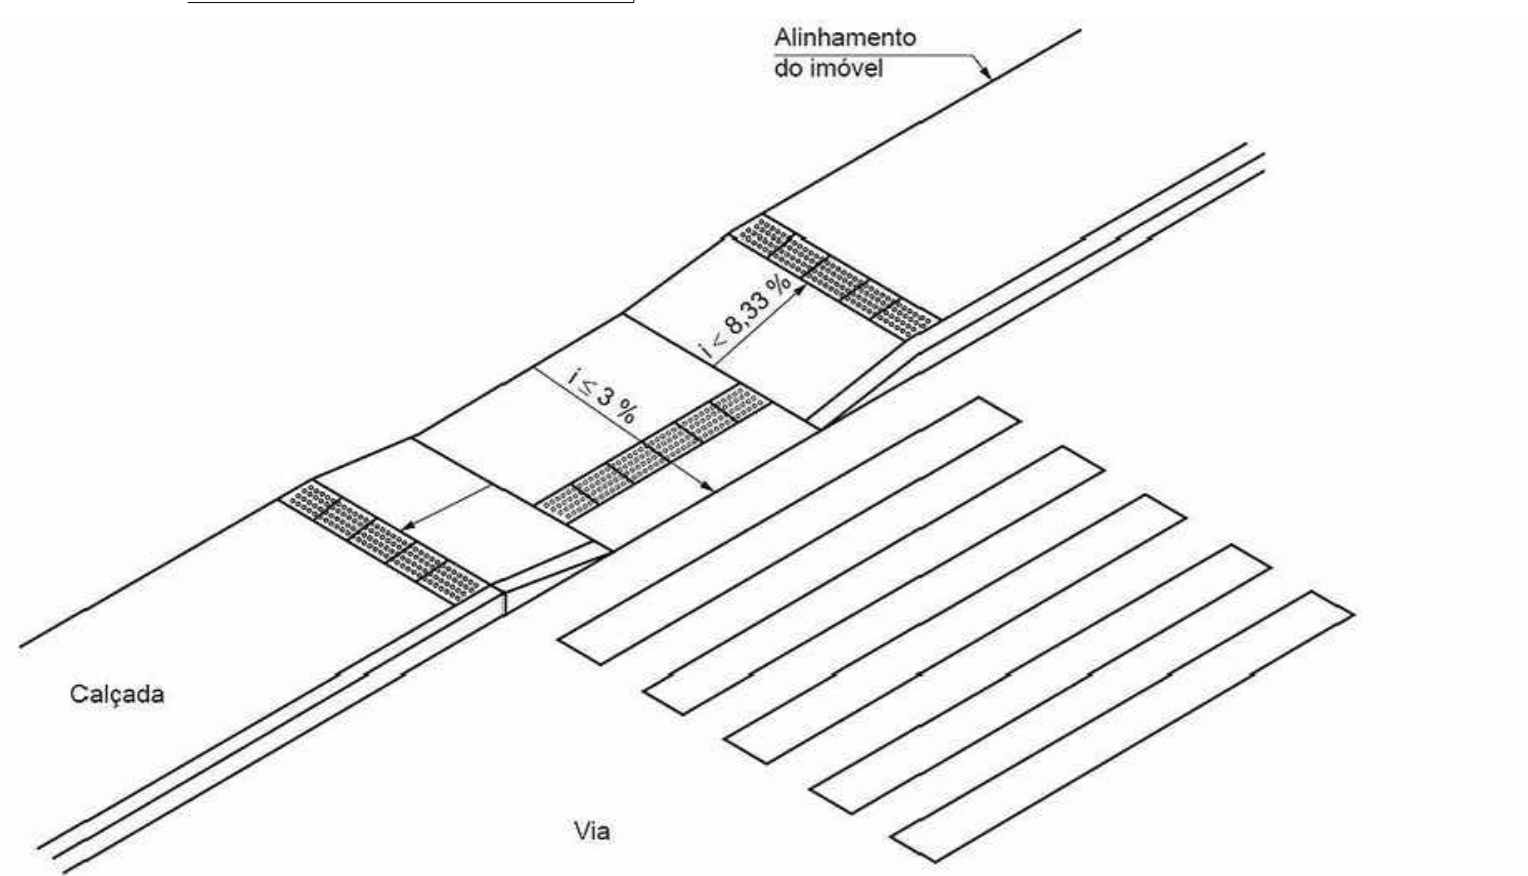 Alinhamento
do imóvel
i < 8,33 %
i ≤ 3 %
Calçada
Via